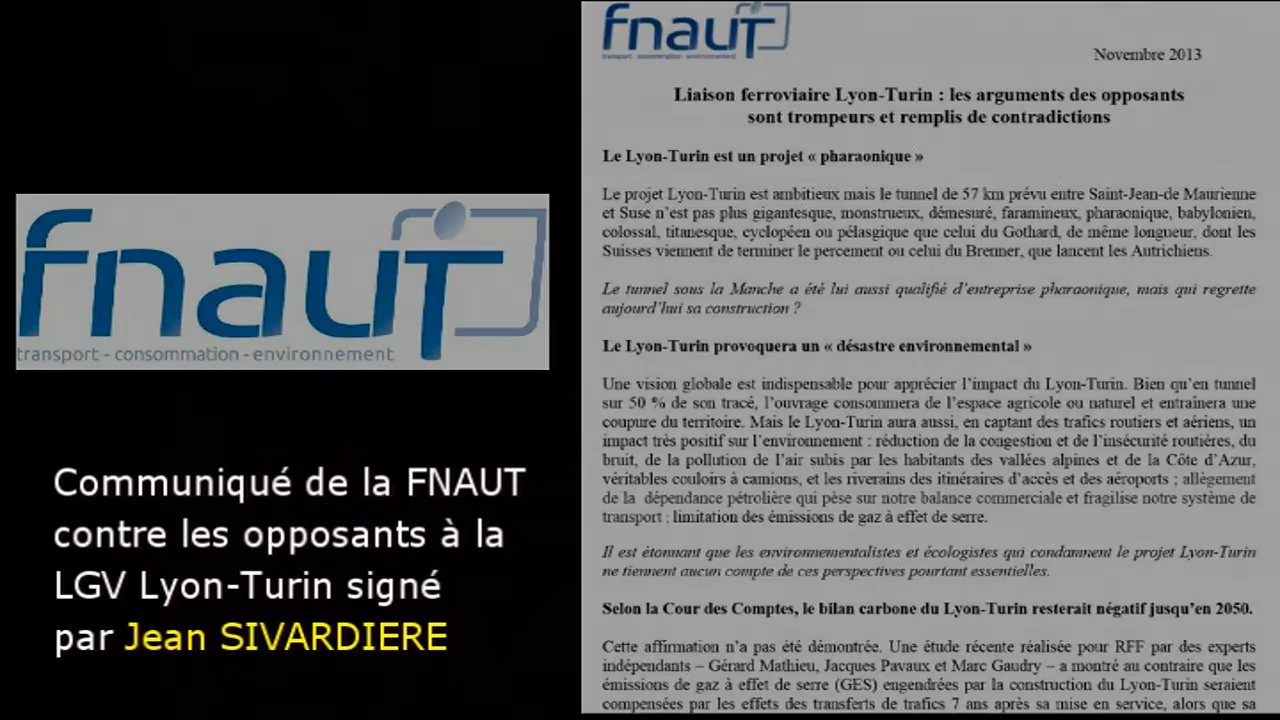 fnaut
transport - consommation - environnement
Communiqué de la FNAUT
contre les opposants à la
LGV Lyon-Turin signé
par Jean SIVARDIERE
fnaut
transport - consommation - environnement
Novembre 2013
Liaison ferroviaire Lyon-Turin : les arguments des opposants
sont trompeurs et remplis de contradictions
Le Lyon-Turin est un projet « pharaonique »
Le projet Lyon-Turin est ambitieux mais le tunnel de 57 km prévu entre Saint-Jean-de Maurienne
et Suse n'est pas plus gigantesque, monstrueux, démesuré, faramineux, pharaonique, babylonien,
colossal, titanesque, cyclopéen ou pélasgique que celui du Gothard, de même longueur, dont les
Suisses viennent de terminer le percement ou celui du Brenner, que lancent les Autrichiens.
Le tunnel sous la Manche a été lui aussi qualifié d'entreprise pharaonique, mais qui regrette
aujourd'hui sa construction ?
Le Lyon-Turin provoquera un « désastre environnemental »
Une vision globale est indispensable pour apprécier l'impact du Lyon-Turin. Bien qu'en tunnel
sur 50 % de son tracé, l'ouvrage consommera de l'espace agricole ou naturel et entraînera une
coupure du territoire. Mais le Lyon-Turin aura aussi, en captant des trafics routiers et aériens, un
impact très positif sur l'environnement : réduction de la congestion et de l'insécurité routières, du
bruit, de la pollution de l'air subis par les habitants des vallées alpines et de la Côte d'Azur,
véritables couloirs à camions, et les riverains des itinéraires d'accès et des aéroports ; allègement
de la dépendance pétrolière qui pèse sur notre balance commerciale et fragilise notre système de
transport ; limitation des émissions de gaz à effet de serre.
Il est étonnant que les environnementalistes et écologistes qui condamnent le projet Lyon-Turin
ne tiennent aucun compte de ces perspectives pourtant essentielles.
Selon la Cour des Comptes, le bilan carbone du Lyon-Turin resterait négatif jusqu'en 2050.
Cette affirmation n'a pas été démontrée. Une étude récente réalisée pour RFF par des experts
indépendants – Gérard Mathieu, Jacques Pavaux et Marc Gaudry – a montré au contraire que les
émissions de gaz à effet de serre (GES) engendrées par la construction du Lyon-Turin seraient
compensées par les effets des transferts de trafics 7 ans après sa mise en service, alors que sa